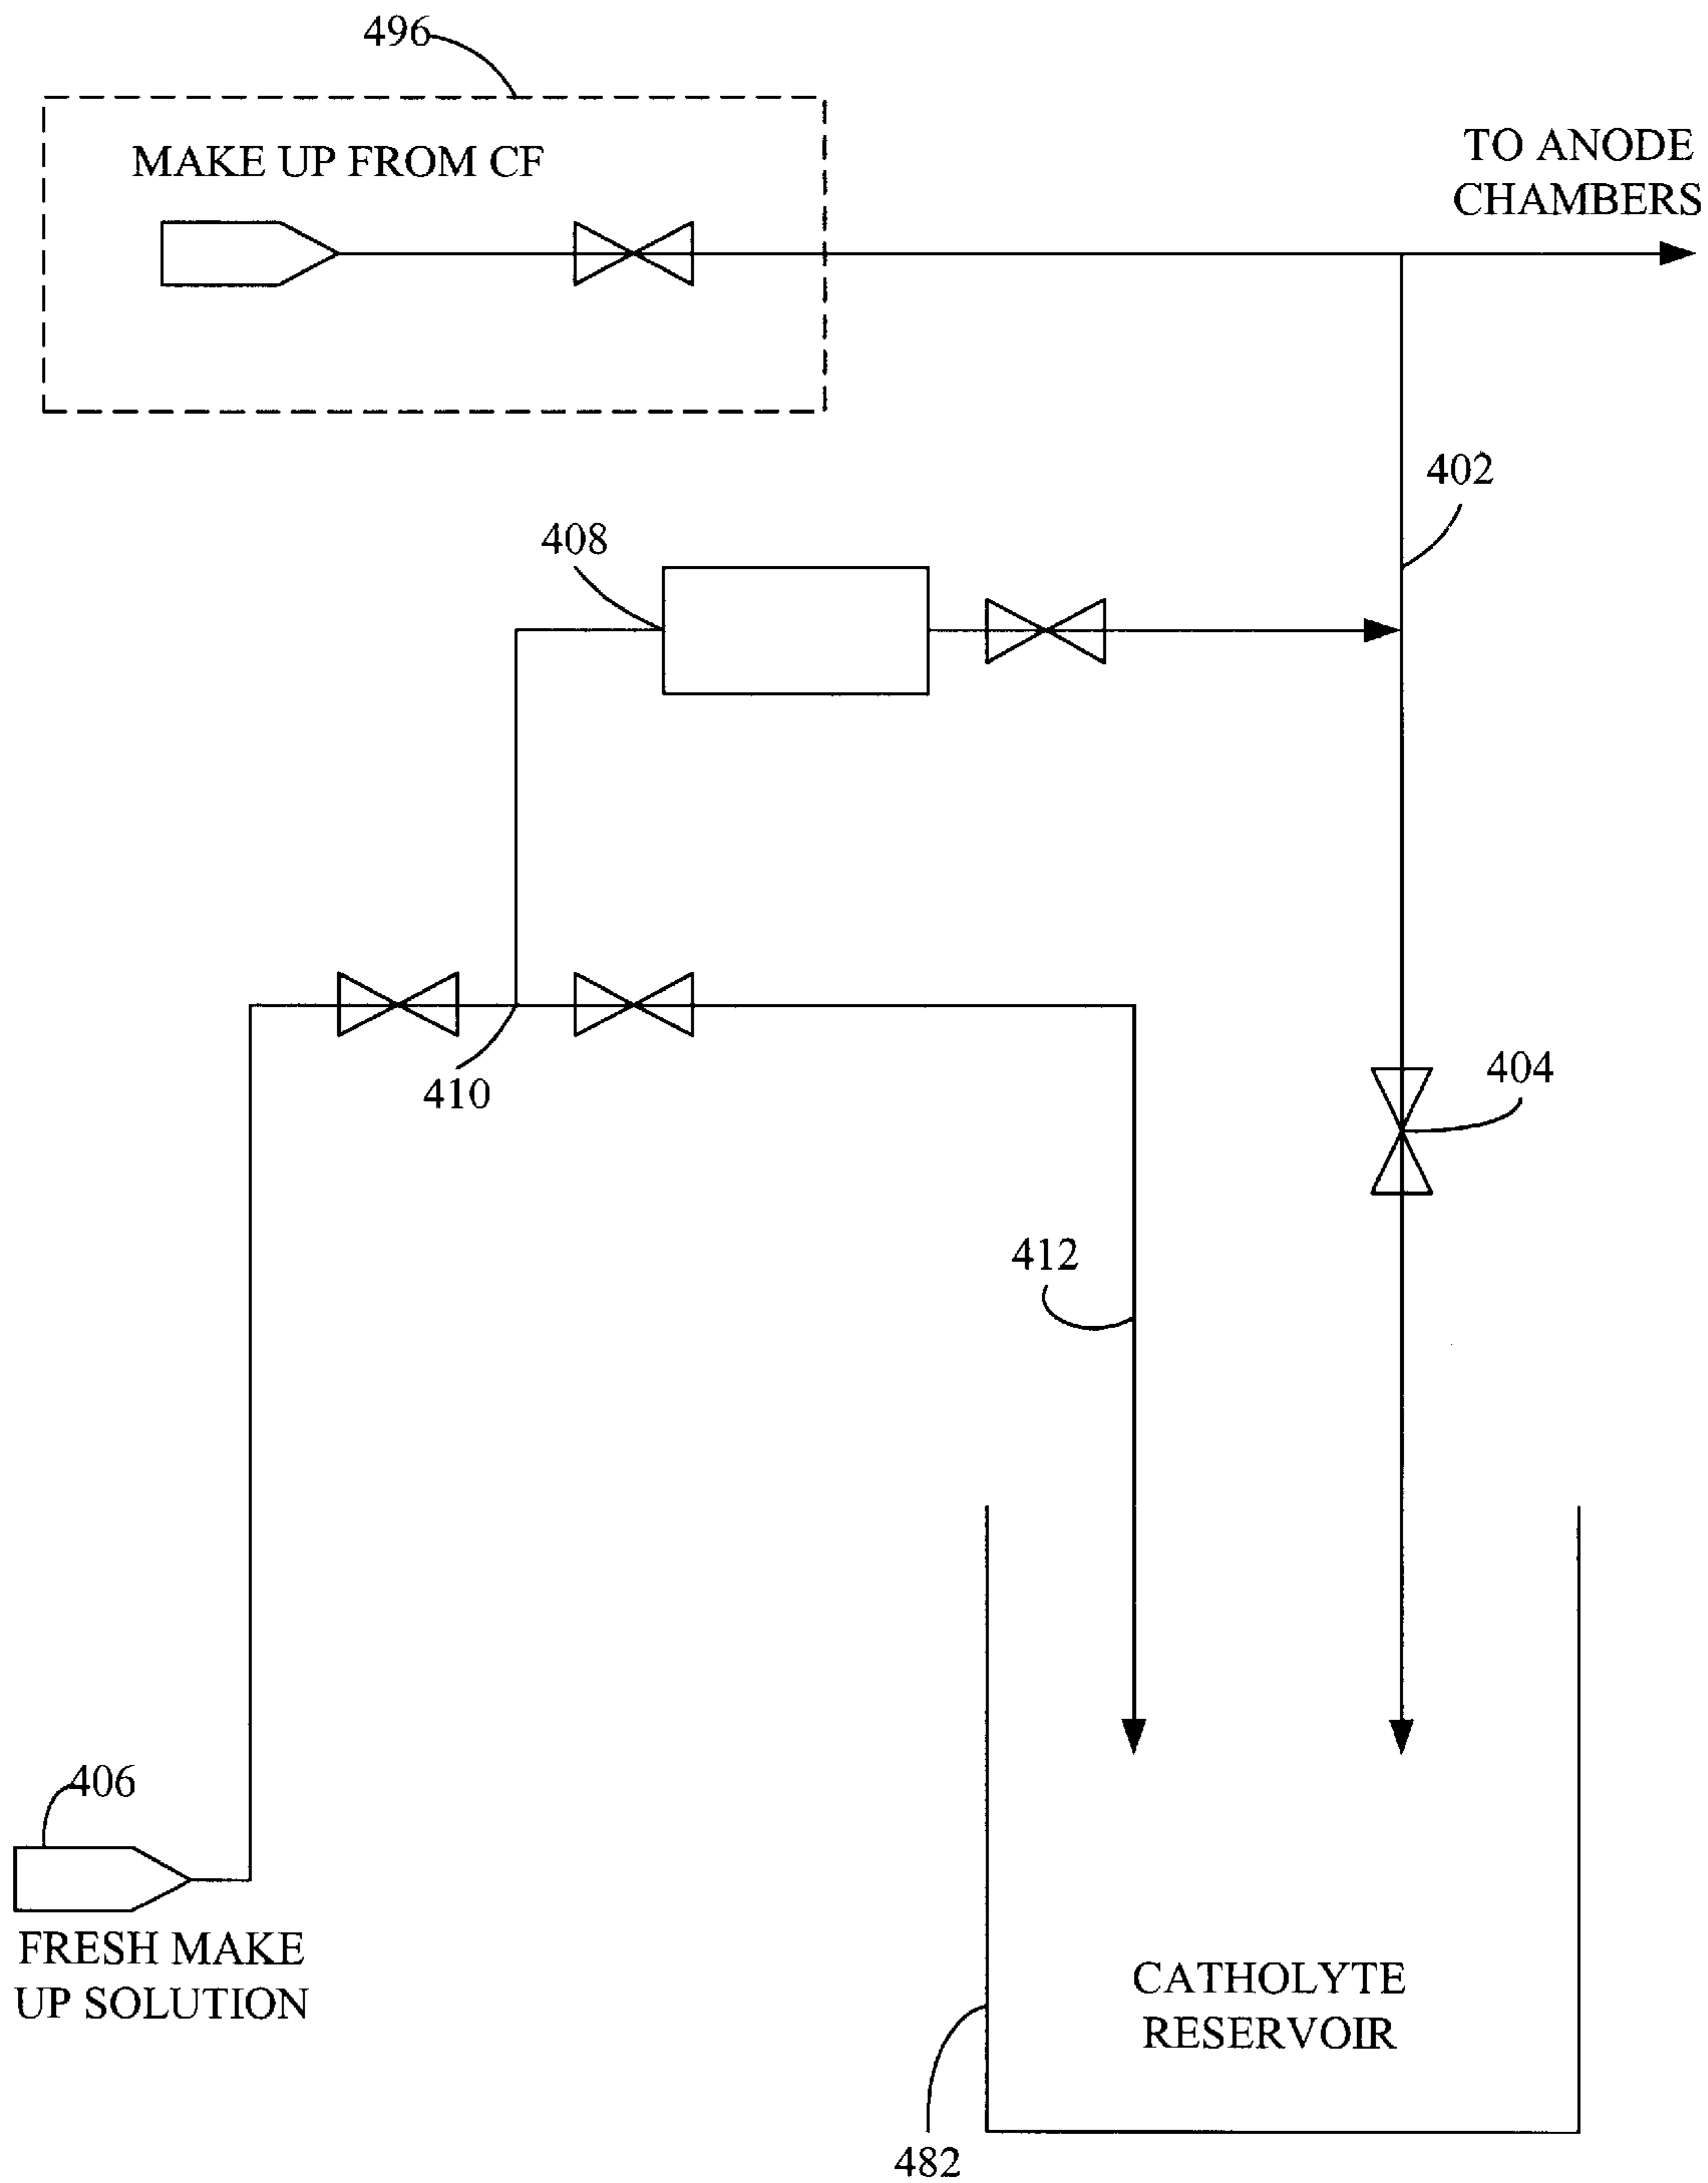 496
MAKE UP FROM CF
TO ANODE
CHAMBERS
402
408
410
404
412
406
FRESH MAKE
UP SOLUTION
CATHOLYTE
RESERVOIR
482